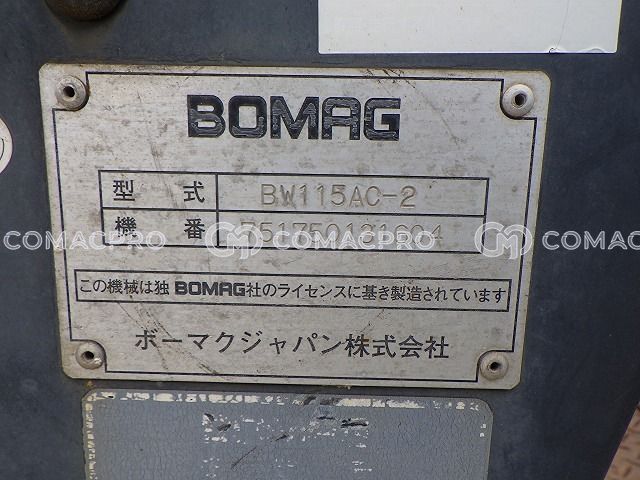 BOMAG
型式 BW115AC-2
機番
COMACPRO COMACPRO COMACPRO
この機械は独 BOMAG社のライセンスに基き製造されています
ボーマクジャパン株式会社